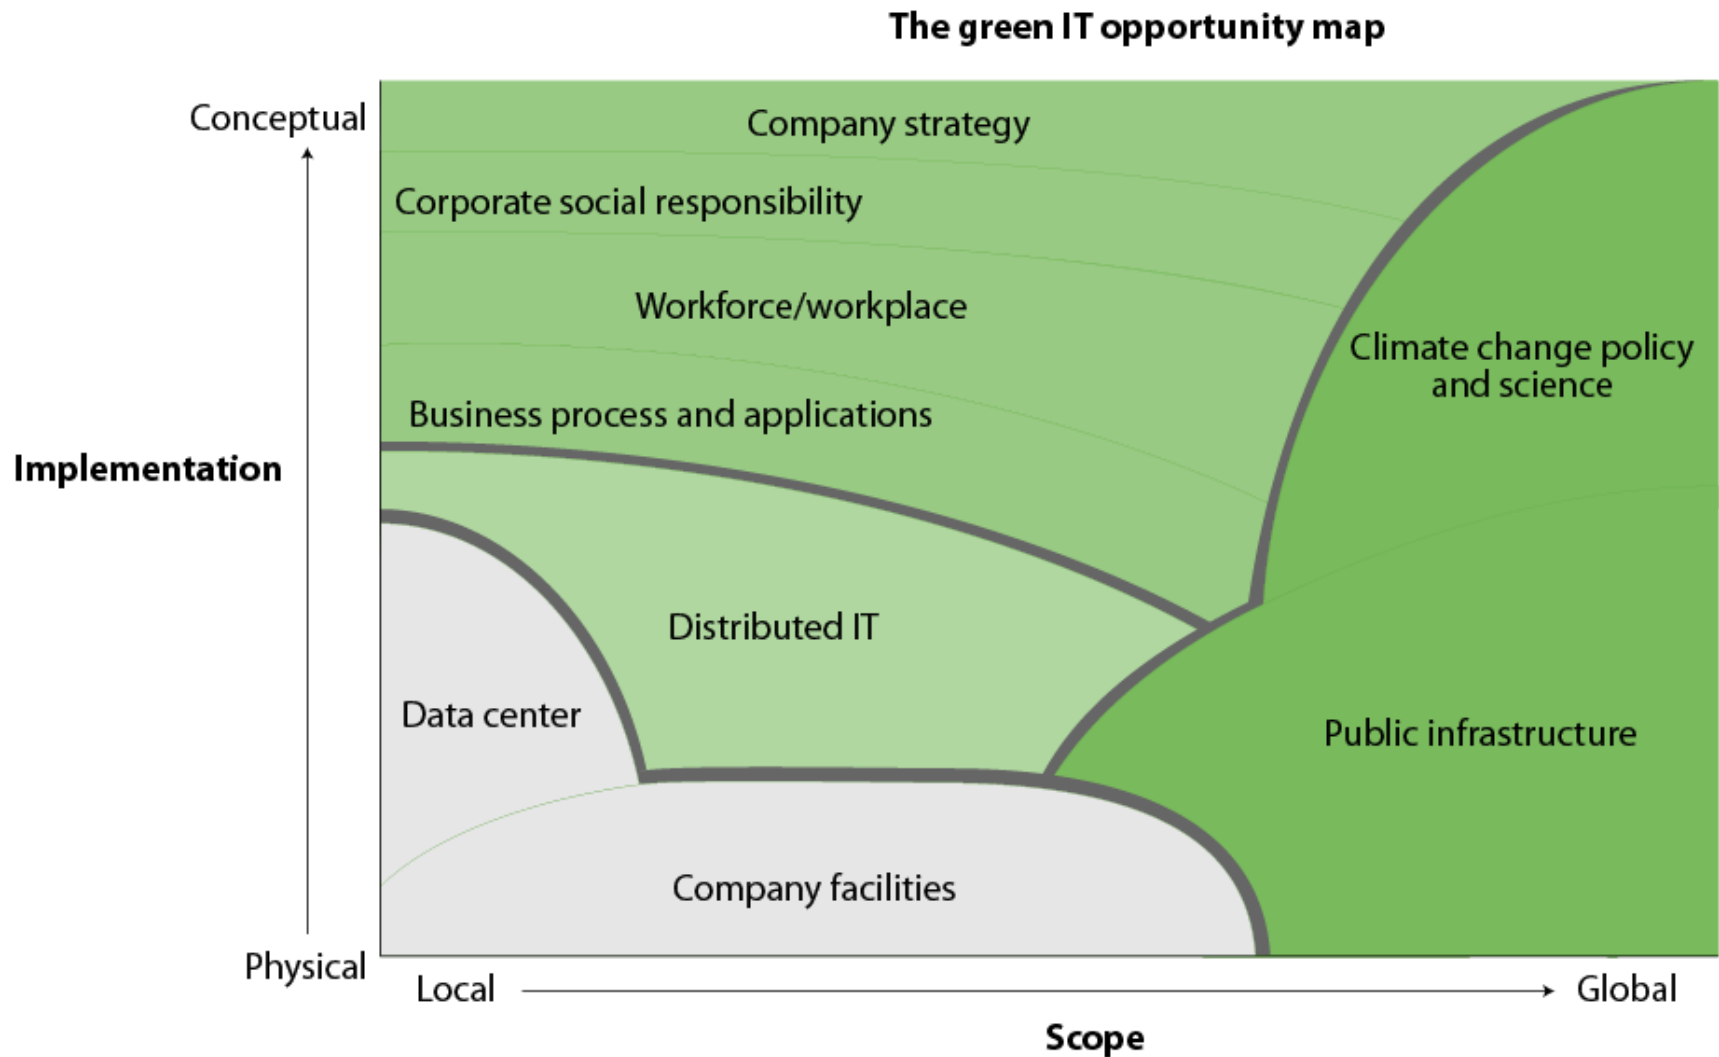 The green IT opportunity map
Conceptual
Company strategy
Corporate social responsibility
Workforce/workplace
Climate change policy
and science
Business process and applications
Implementation
Distributed IT
Data center
Public infrastructure
Company facilities
Physical
Local
Global
Scope